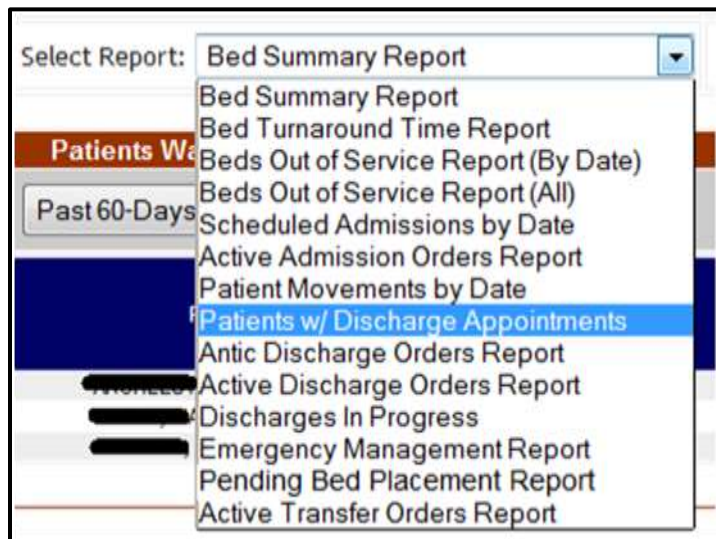 Select Report: Bed Summary Report
Bed Summary Report
Bed Turnaround Time Report
Patients Wa
Beds Out of Service Report (By Date)
Beds Out of Service Report (All)
Past 60-Days
Scheduled Admissions by Date
Active Admission Orders Report
Patient Movements by Date
Patients w/ Discharge Appointments
Antic Discharge Orders Report
Active Discharge Orders Report
Discharges In Progress
Emergency Management Report
Pending Bed Placement Report
Active Transfer Orders Report